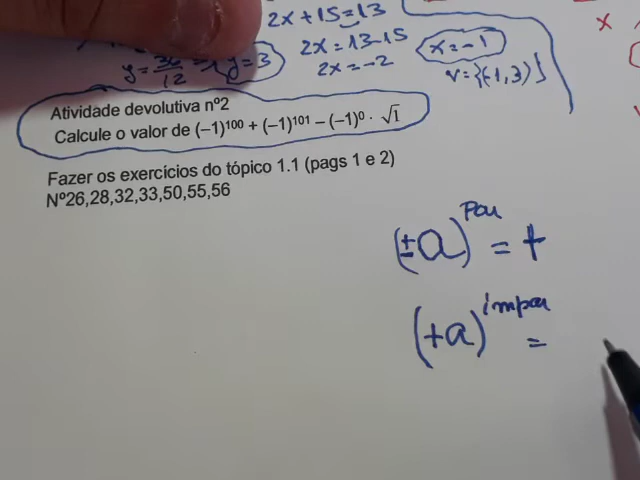 2x + 15 = 13
2x = 13 - 15
x = -1
y = 36/12
y = 3
2x = -2
V = {(-1, 3)}
Atividade devolutiva nº2
Calcule o valor de (−1)¹⁰⁰ + (−1)¹⁰¹ − (−1)⁰ · √1
Fazer os exercícios do tópico 1.1 (pags 1 e 2)
Nº26,28,32,33,50,55,56
(±a)ᴾᵃʳ = +
(+a)ⁱᵐᵖᵃʳ =